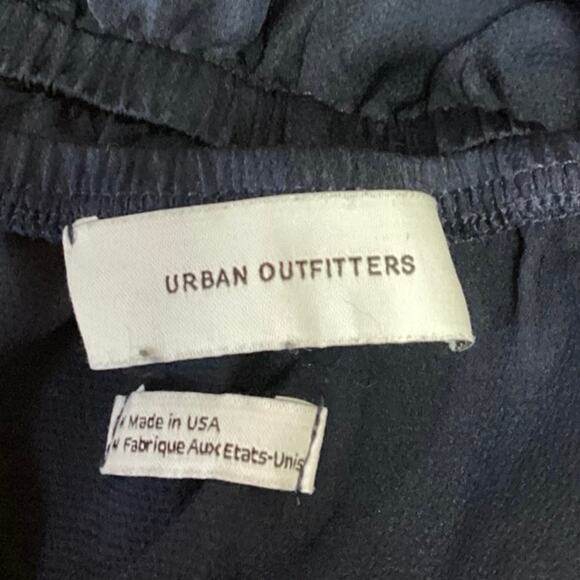 URBAN OUTFITTERS
Made in USA
Fabrique Aux Etats-Unis